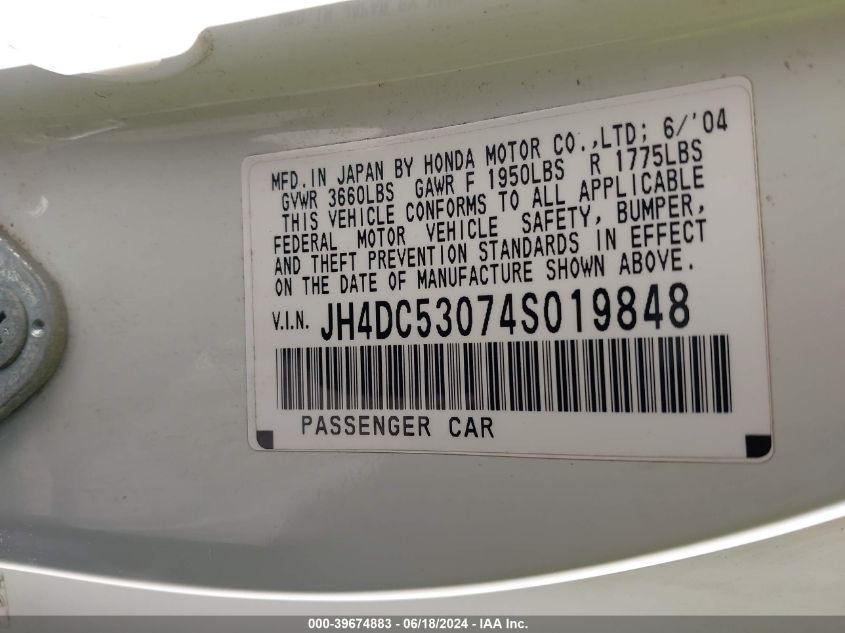 MFD. IN JAPAN BY HONDA MOTOR CO.,LTD; 6/'04
GVWR 3660LBS GAWR F 1950LBS R 1775LBS
THIS VEHICLE CONFORMS TO ALL APPLICABLE
FEDERAL MOTOR VEHICLE SAFETY, BUMPER,
AND THEFT PREVENTION STANDARDS IN EFFECT
ON THE DATE OF MANUFACTURE SHOWN ABOVE.
V.I.N. JH4DC53074S019848
PASSENGER CAR
000-39674883 - 06/18/2024 - IAA Inc.